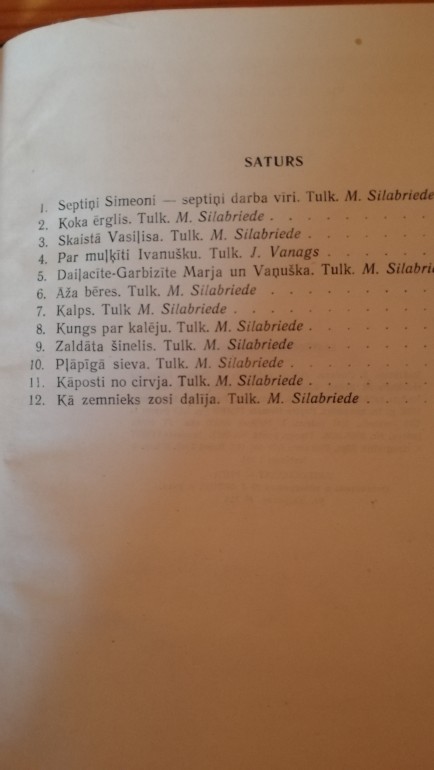 SATURS
1. Septiņi Simeoni — septiņi darba vīri. Tulk. M. Silabriede
2. Koka ērglis. Tulk. M. Silabriede . . . . . . . .
3. Skaistā Vasiļisa. Tulk. M. Silabriede . . . . . .
4. Par muļķīti Ivanušku. Tulk. J. Vanags . . . . .
5. Daiļacīte-Garbizīte Marja un Vaņuška. Tulk. M. Silabrie
6. Āža bēres. Tulk. M. Silabriede . . . . . . . .
7. Kalps. Tulk M. Silabriede . . . . . . . . .
8. Kungs par kalēju. Tulk. M. Silabriede . . . . . .
9. Zaldāta šinelis. Tulk. M. Silabriede . . . . . .
10. Pļāpīgā sieva. Tulk. M. Silabriede . . . . . . .
11. Kāposti no cirvja. Tulk. M. Silabriede . . . . . .
12. Kā zemnieks zosi dalīja. Tulk. M. Silabriede . . . .